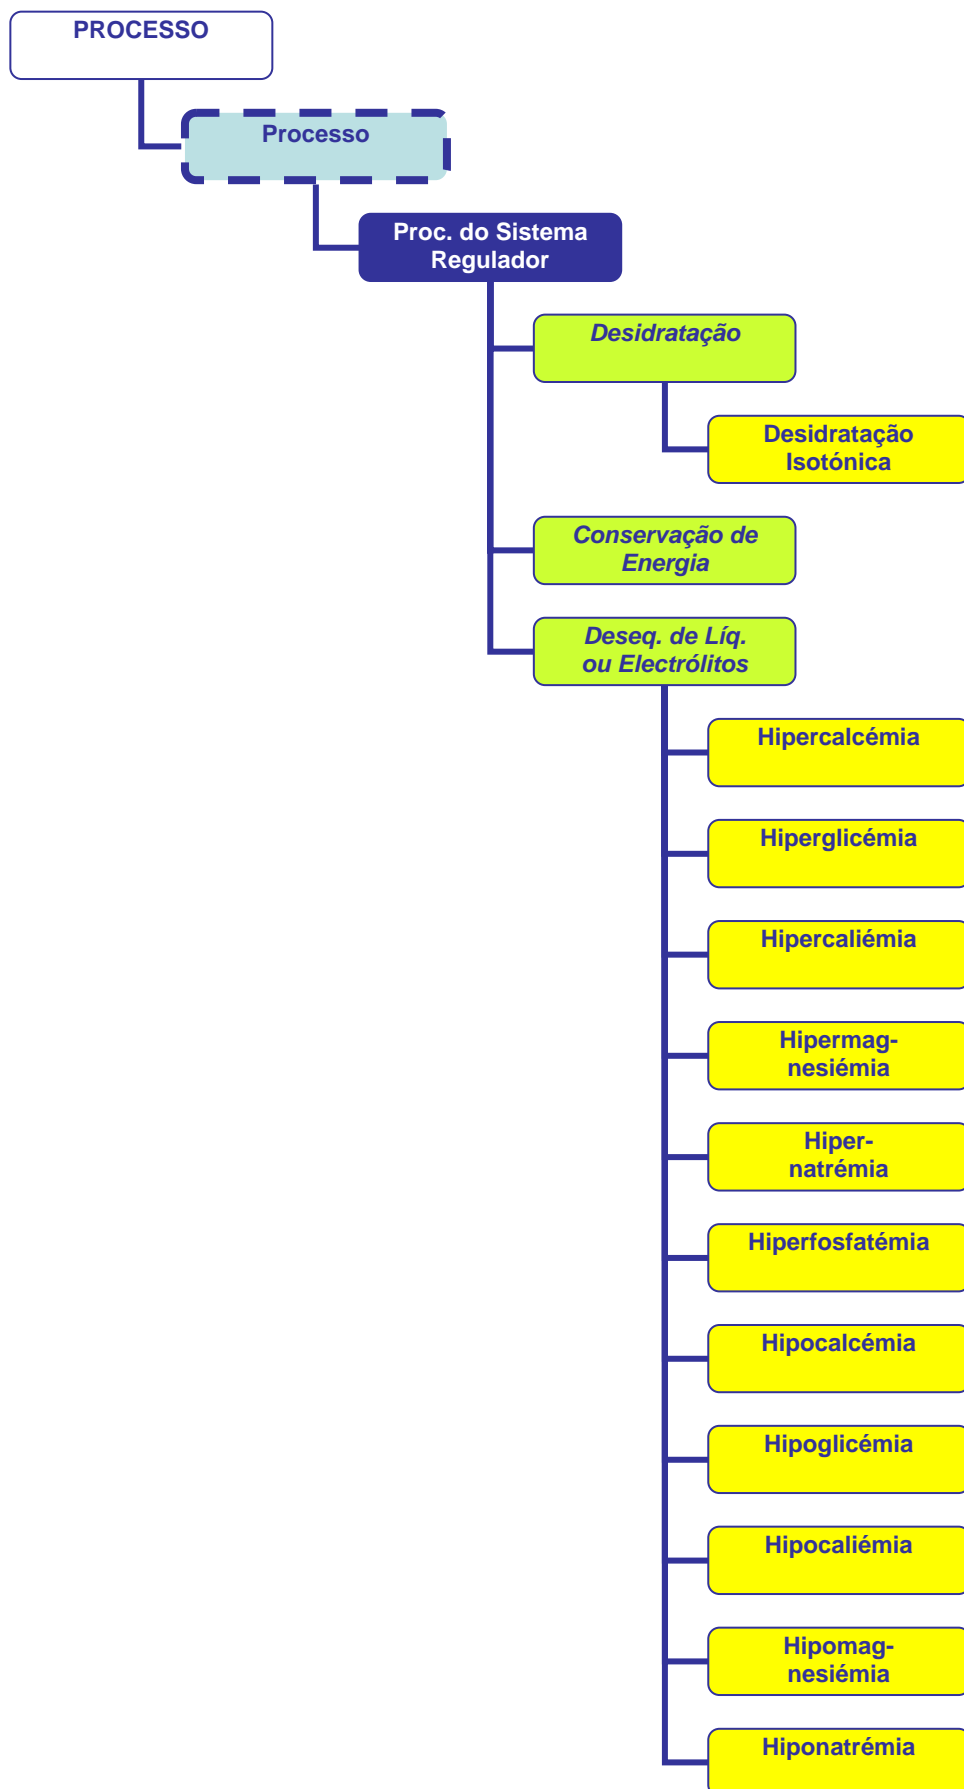 PROCESSO
Processo
Proc. do Sistema
Regulador
Desidratação
Desidratação
Isotónica
Conservação de
Energia
Deseq. de Líq.
ou Electrólitos
Hipercalcémia
Hiperglicémia
Hipercaliémia
Hipermag-
nesiémia
Hiper-
natrémia
Hiperfosfatémia
Hipocalcémia
Hipoglicémia
Hipocaliémia
Hipomag-
nesiémia
Hiponatrémia